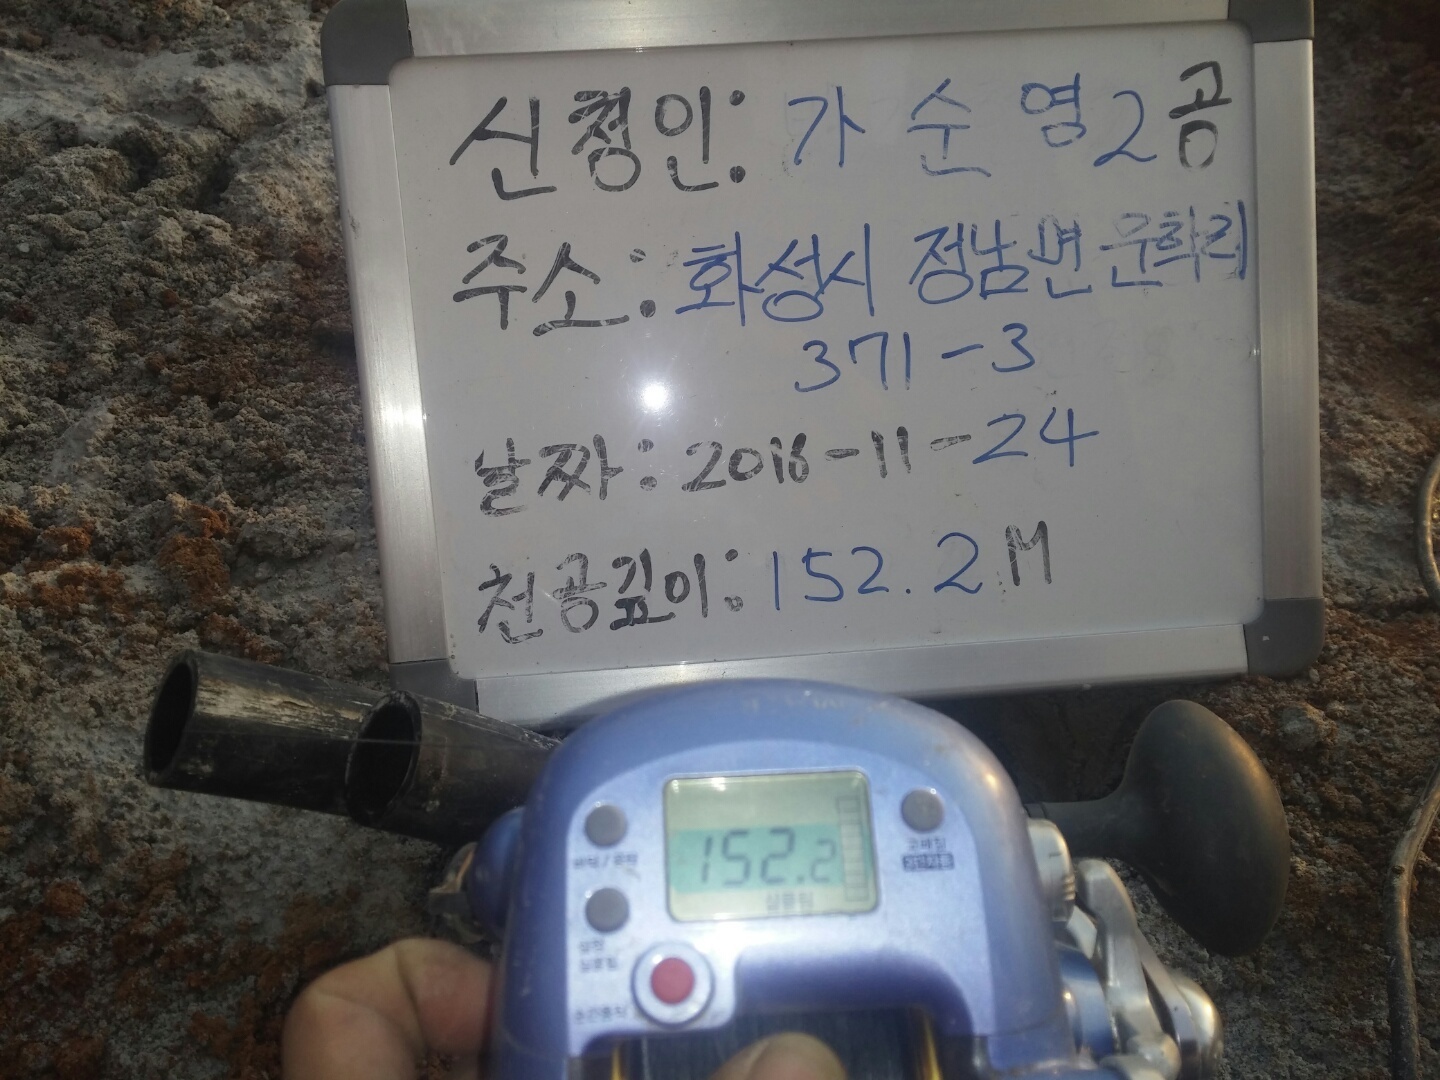 신청인: 가순영 2공
주소: 화성시 정남면 문학리
371-3
날짜: 2016-11-24
천공깊이: 152.2M
152.2